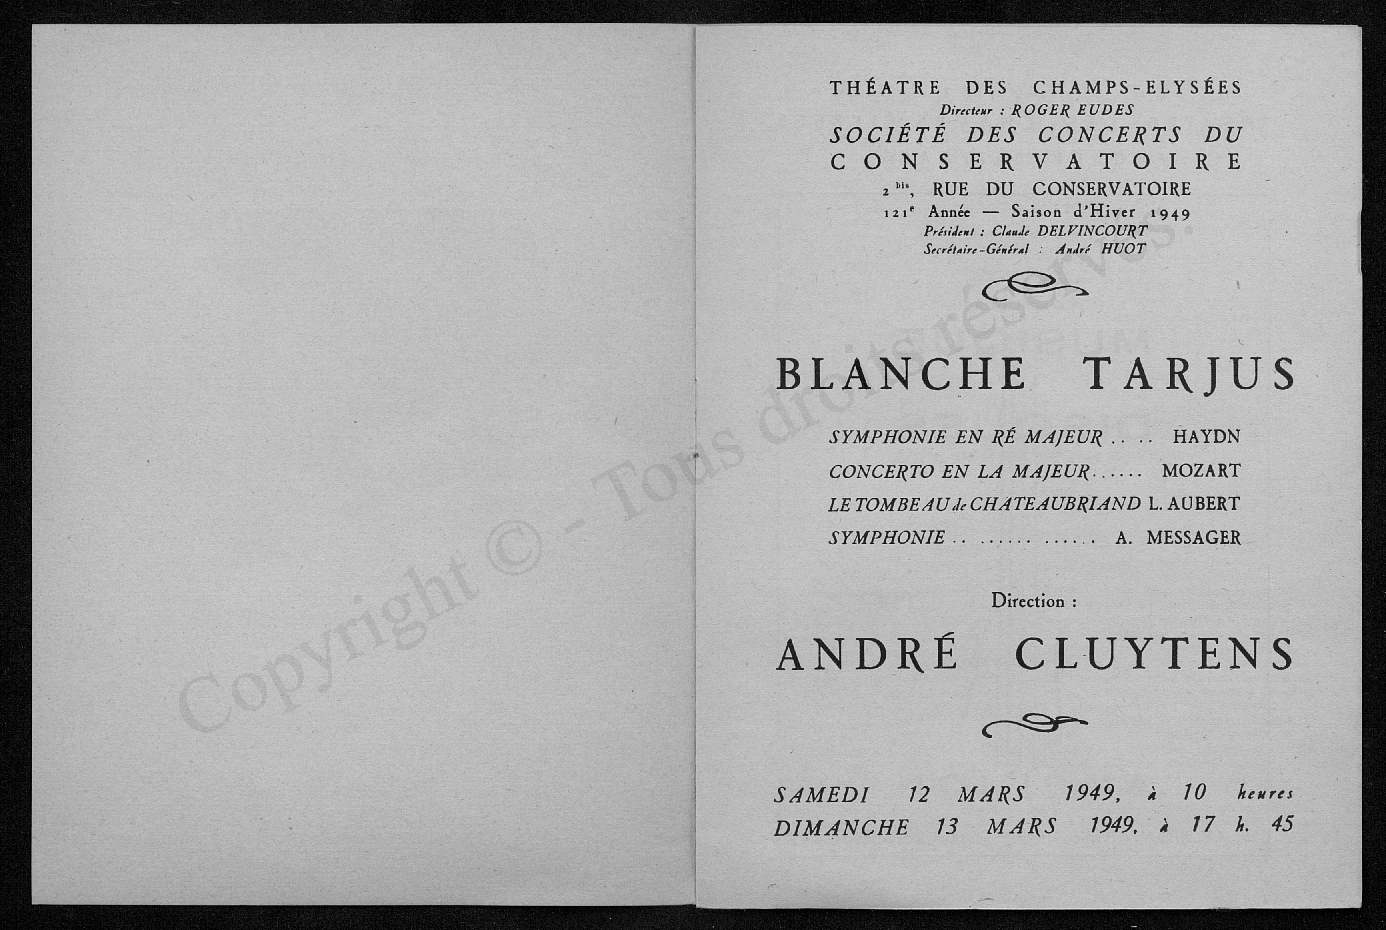 THÉATRE DES CHAMPS-ELYSÉES
Directeur : ROGER EUDES
SOCIÉTÉ DES CONCERTS DU
CONSERVATOIRE
2 bis, RUE DU CONSERVATOIRE
121e Année — Saison d'Hiver 1949
Président : Claude DELVINCOURT
Secrétaire-Général : André HUOT
BLANCHE TARJUS
SYMPHONIE EN RÉ MAJEUR .. .. HAYDN
CONCERTO EN LA MAJEUR...... MOZART
LE TOMBEAU de CHATEAUBRIAND L. AUBERT
SYMPHONIE .. ...... ...... A. MESSAGER
Direction :
ANDRÉ CLUYTENS
SAMEDI 12 MARS 1949, à 10 heures
DIMANCHE 13 MARS 1949, à 17 h. 45
Copyright © - Tous droits réservés.